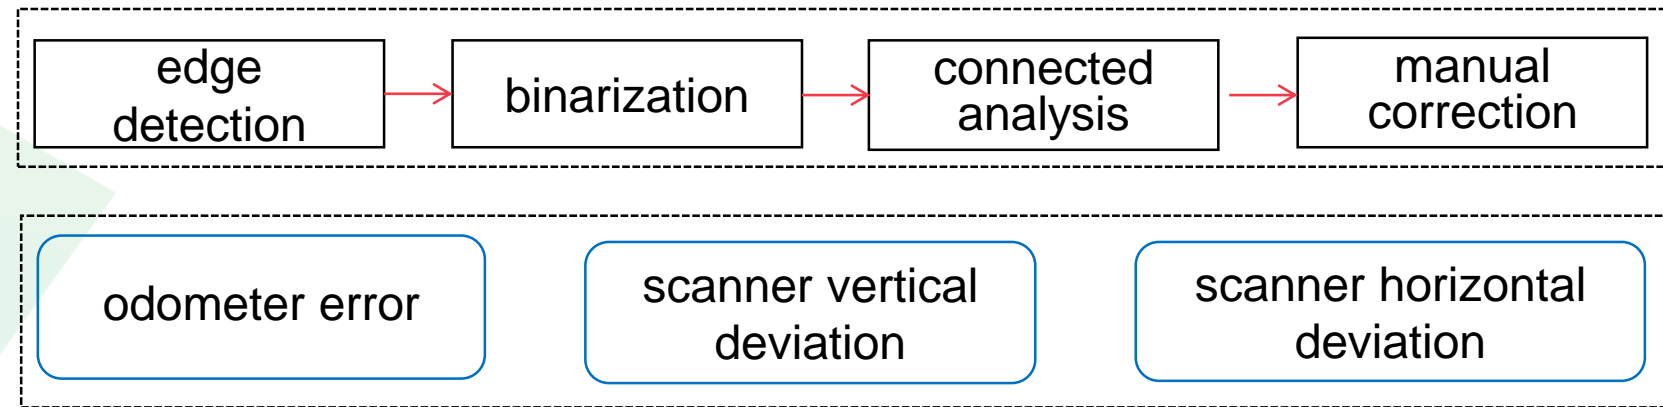 edge
detection
binarization
connected
analysis
manual
correction
odometer error
scanner vertical
deviation
scanner horizontal
deviation